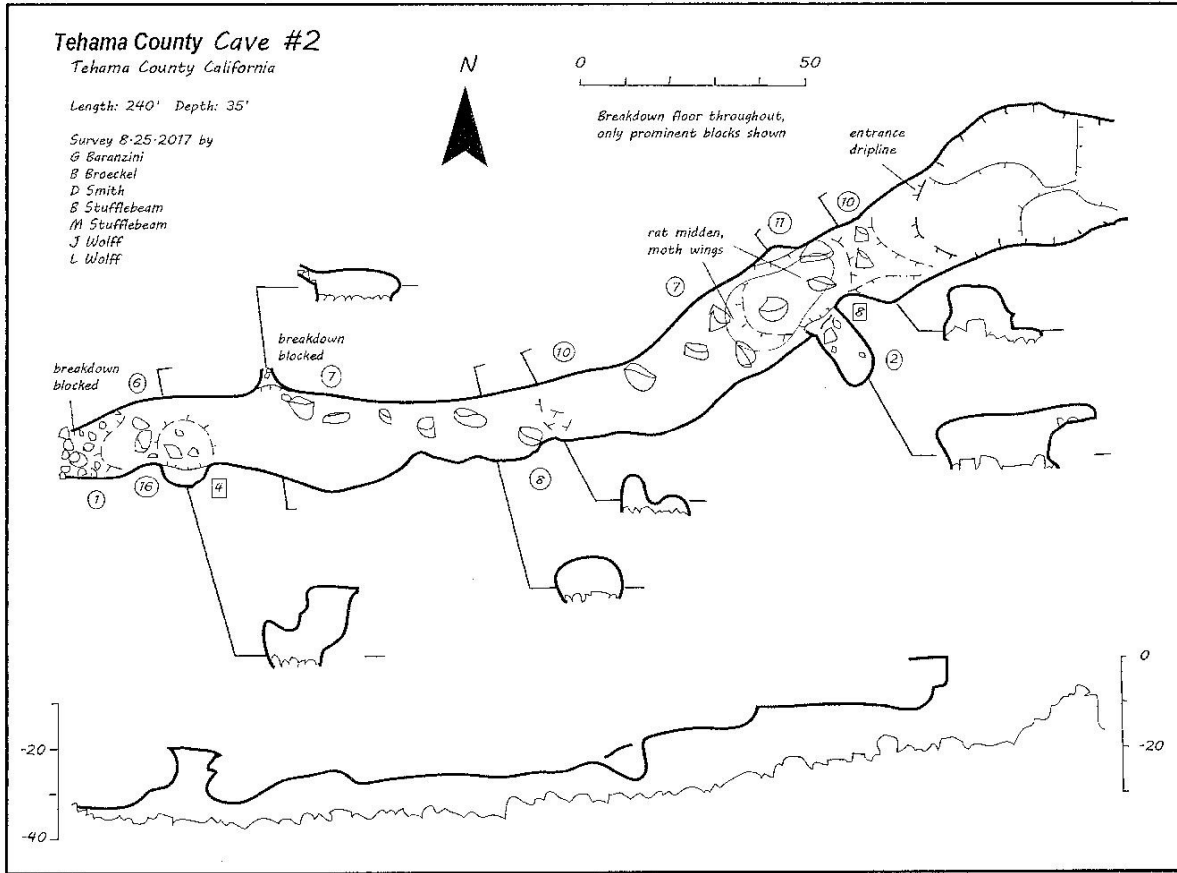 Tehama County Cave #2
Tehama County California
Length: 240' Depth: 35'
Survey 8-25-2017 by
G Baranzini
B Broeckel
D Smith
B Stufflebeam
M Stufflebeam
J Wolff
L Wolff
N
0 50
Breakdown floor throughout,
only prominent blocks shown
entrance
dripline
rat midden,
moth wings
10
11
7
8
2
breakdown
blocked
10
7
breakdown
blocked
6
1
16
4
8
0
-20
-20
-40